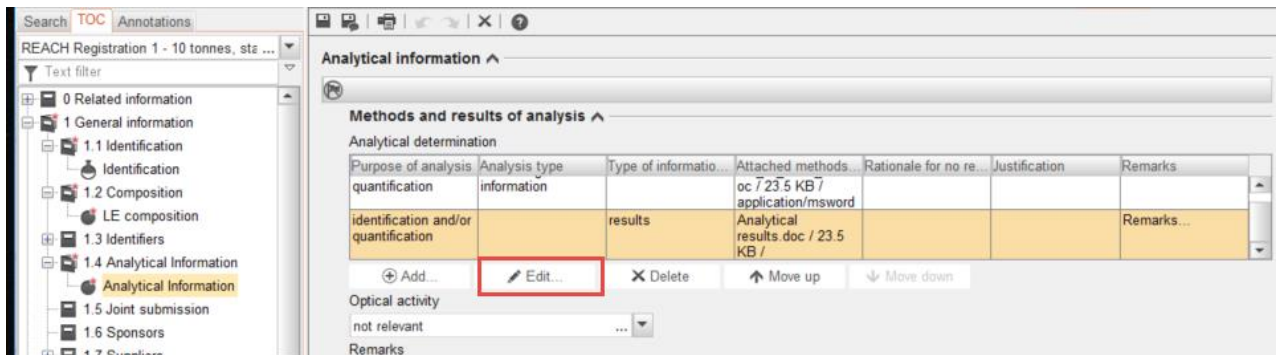 Search TOC Annotations
REACH Registration 1 - 10 tonnes, sta ...
Text filter
0 Related information
1 General information
1.1 Identification
Identification
1.2 Composition
LE composition
1.3 Identifiers
1.4 Analytical Information
Analytical Information
1.5 Joint submission
1.6 Sponsors
1.7 Suppliers
Analytical information
Methods and results of analysis
Analytical determination
Purpose of analysis Analysis type Type of informatio... Attached methods... Rationale for no re... Justification Remarks
quantification information oc / 23.5 KB /
application/msword
identification and/or results Analytical Remarks...
quantification results.doc / 23.5
KB /
Add... Edit... Delete Move up Move down
Optical activity
not relevant ...
Remarks